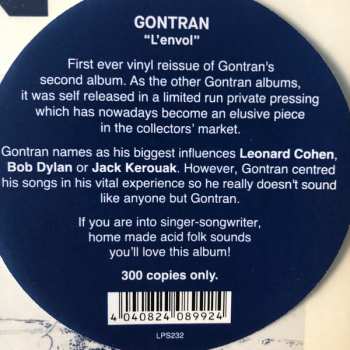 GONTRAN
"L'envol"
First ever vinyl reissue of Gontran's
second album. As the other Gontran albums,
it was self released in a limited run private pressing
which has nowadays become an elusive piece
in the collectors' market.
Gontran names as his biggest influences Leonard Cohen,
Bob Dylan or Jack Kerouak. However, Gontran centred
his songs in his vital experience so he really doesn't sound
like anyone but Gontran.
If you are into singer-songwriter,
home made acid folk sounds
you'll love this album!
300 copies only.
4 040824 089924
LPS232